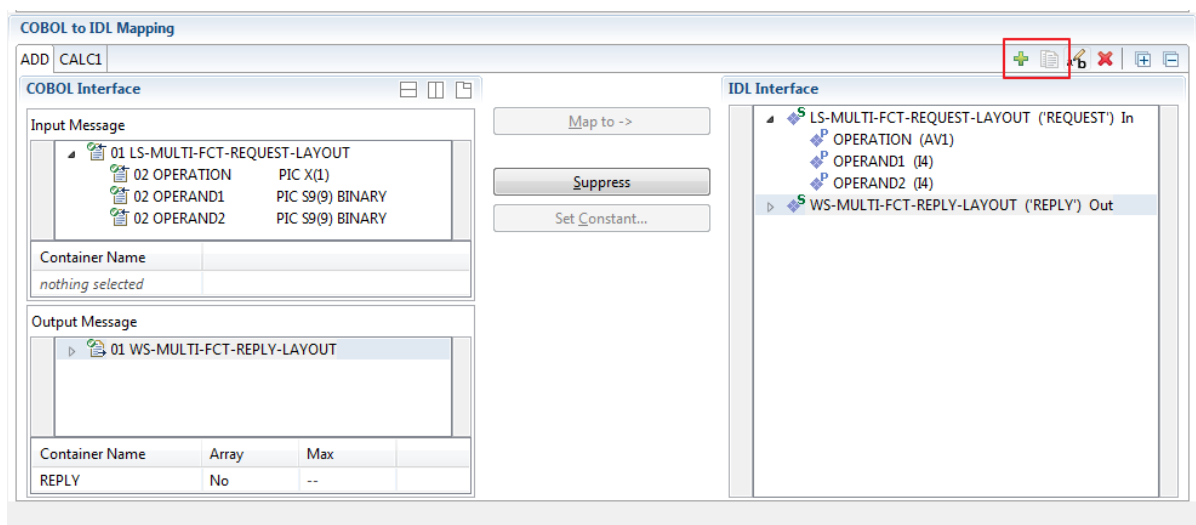 COBOL to IDL Mapping
ADD CALC1
COBOL Interface
Input Message
01 LS-MULTI-FCT-REQUEST-LAYOUT
02 OPERATION PIC X(1)
02 OPERAND1 PIC S9(9) BINARY
02 OPERAND2 PIC S9(9) BINARY
Container Name
nothing selected
Output Message
01 WS-MULTI-FCT-REPLY-LAYOUT
Container Name Array Max
REPLY No --
Map to ->
Suppress
Set Constant...
IDL Interface
LS-MULTI-FCT-REQUEST-LAYOUT ('REQUEST') In
OPERATION (AV1)
OPERAND1 (I4)
OPERAND2 (I4)
WS-MULTI-FCT-REPLY-LAYOUT ('REPLY') Out